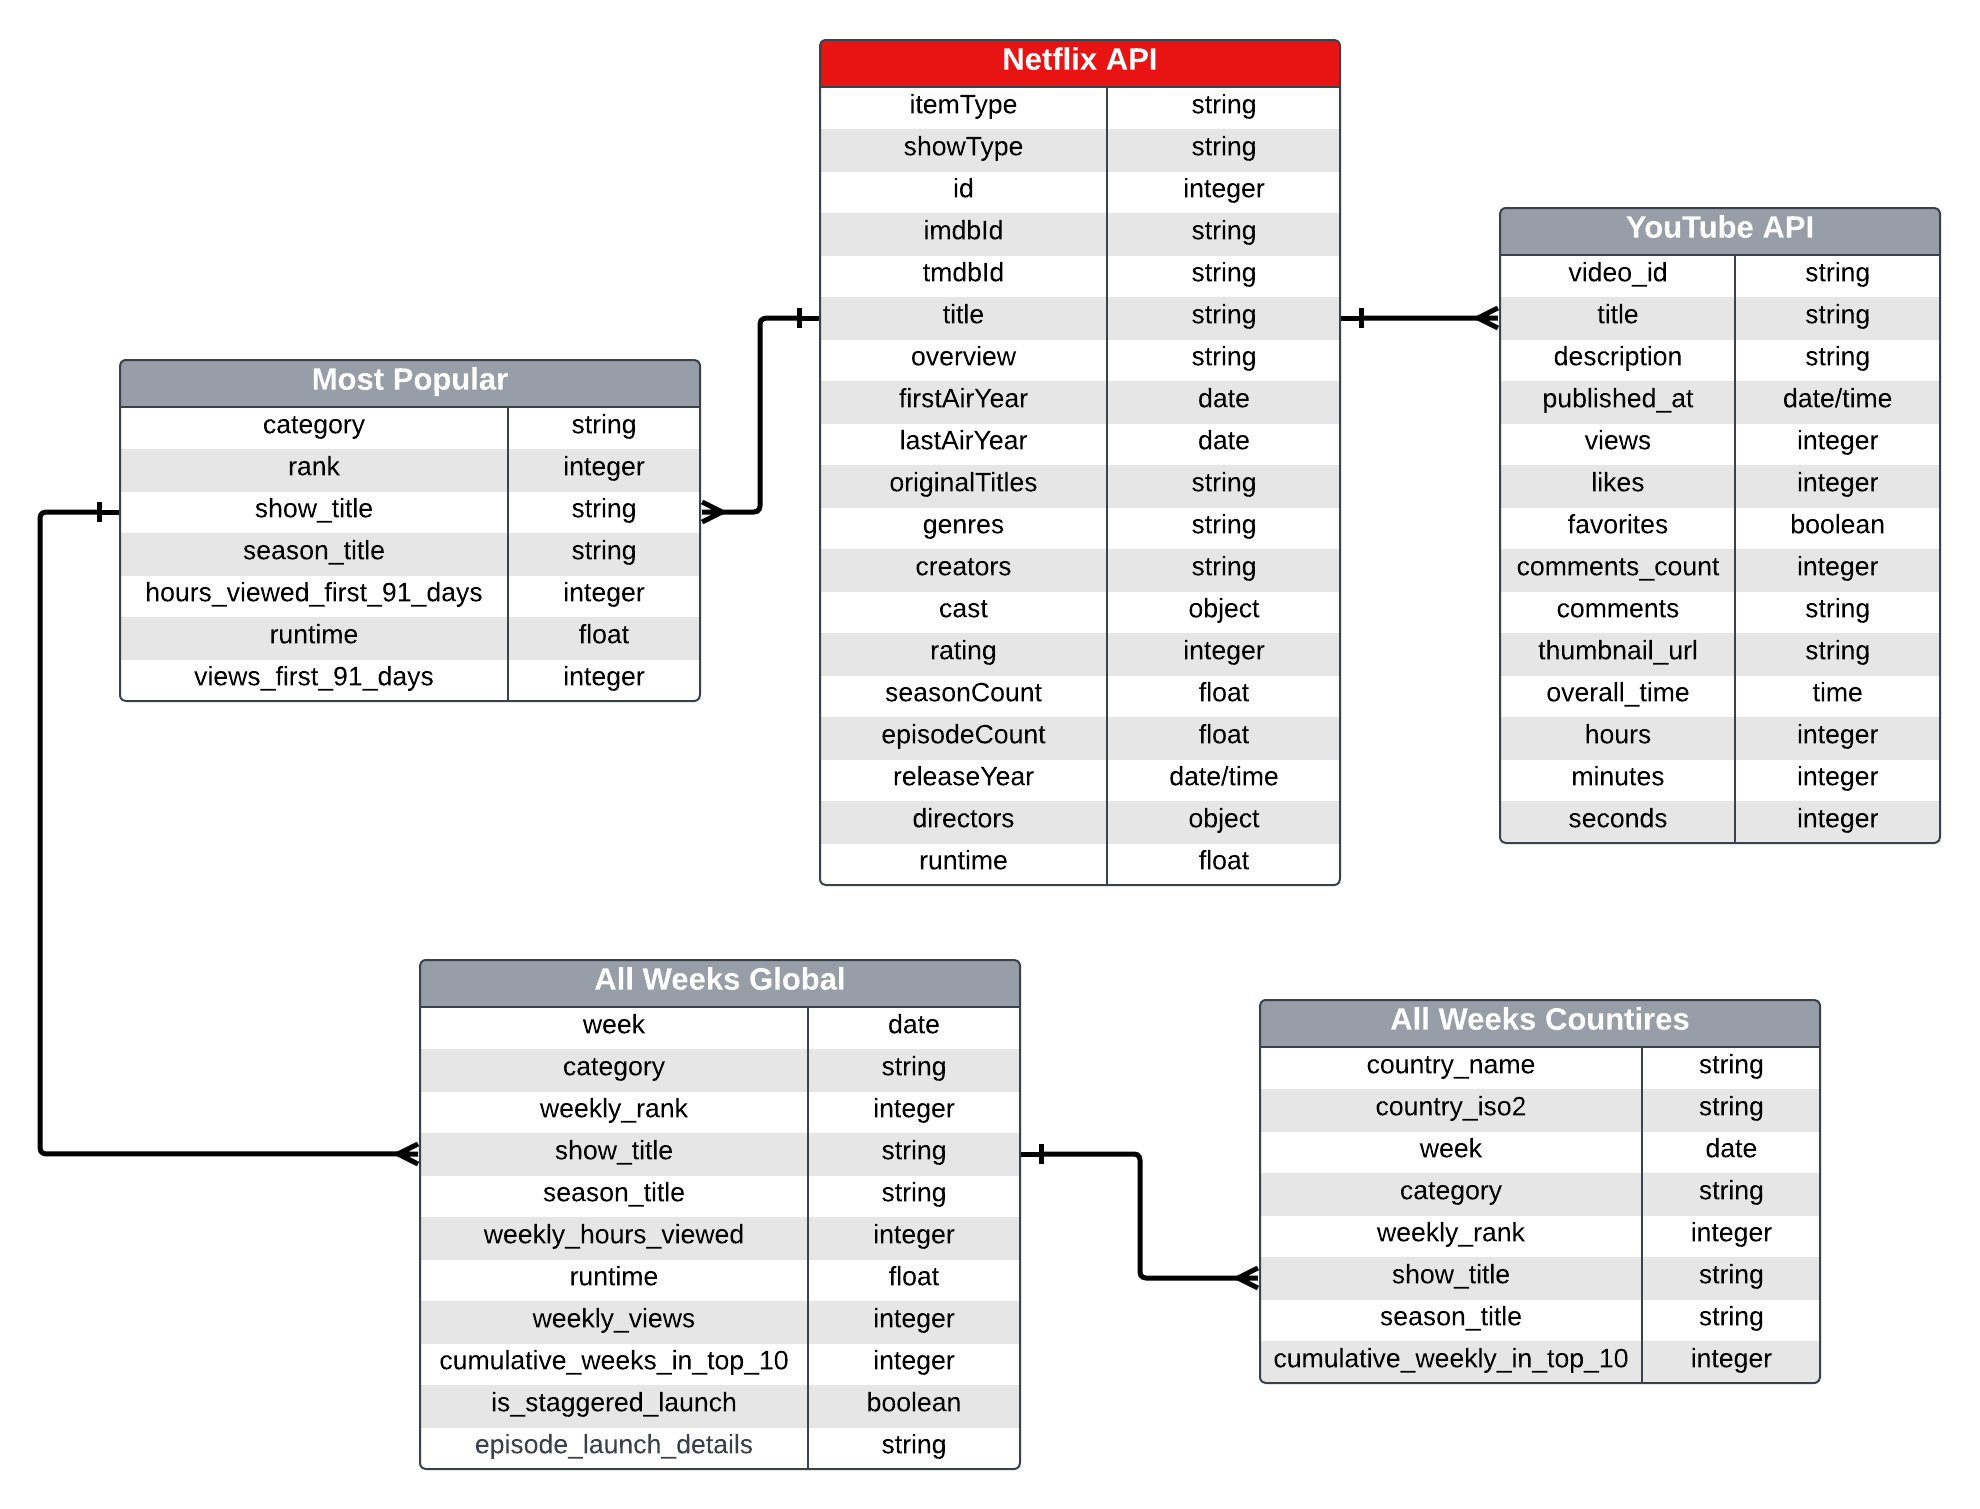 Netflix API
itemType string
showType string
id integer
imdbId string
tmdbId string
title string
overview string
firstAirYear date
lastAirYear date
originalTitles string
genres string
creators string
cast object
rating integer
seasonCount float
episodeCount float
releaseYear date/time
directors object
runtime float
YouTube API
video_id string
title string
description string
published_at date/time
views integer
likes integer
favorites boolean
comments_count integer
comments string
thumbnail_url string
overall_time time
hours integer
minutes integer
seconds integer
Most Popular
category string
rank integer
show_title string
season_title string
hours_viewed_first_91_days integer
runtime float
views_first_91_days integer
All Weeks Global
week date
category string
weekly_rank integer
show_title string
season_title string
weekly_hours_viewed integer
runtime float
weekly_views integer
cumulative_weeks_in_top_10 integer
is_staggered_launch boolean
episode_launch_details string
All Weeks Countires
country_name string
country_iso2 string
week date
category string
weekly_rank integer
show_title string
season_title string
cumulative_weekly_in_top_10 integer